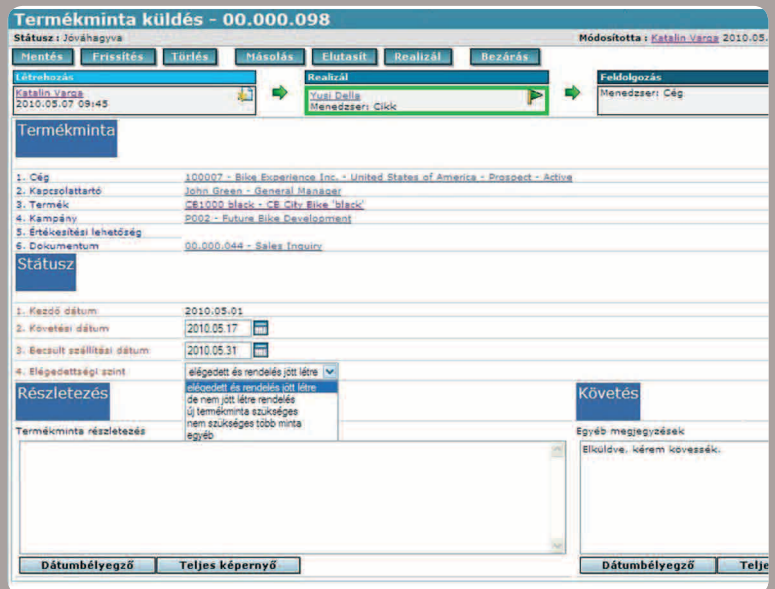 Termékminta küldés - 00.000.098
Státusz : Jóváhagyva
Módosította : Katalin Varga 2010.05.
Mentés Frissítés Törlés Másolás Elutasít Realizál Bezárás
Létrehozás
Katalin Varga
2010.05.07 09:45
Realizál
Yusi Della
Menedzser: Cikk
Feldolgozás
Menedzser: Cég
Termékminta
1. Cég 100007 - Bike Experience Inc. - United States of America - Prospect - Active
2. Kapcsolattartó John Green - General Manager
3. Termék CB1000 black - CB City Bike 'black'
4. Kampány P002 - Future Bike Development
5. Értékesítési lehetőség
6. Dokumentum 00.000.044 - Sales Inquiry
Státusz
1. Kezdő dátum 2010.05.01
2. Követési dátum 2010.05.17
3. Becsült szállítási dátum 2010.05.31
4. Elégedettségi szint elégedett és rendelés jött létre
elégedett és rendelés jött létre
de nem jött létre rendelés
új termékminta szükséges
nem szükséges több minta
egyéb
Részletezés
Termékminta részletezés
Követés
Egyéb megjegyzések
Elküldve, kérem kövessék.
Dátumbélyegző Teljes képernyő
Dátumbélyegző Telje